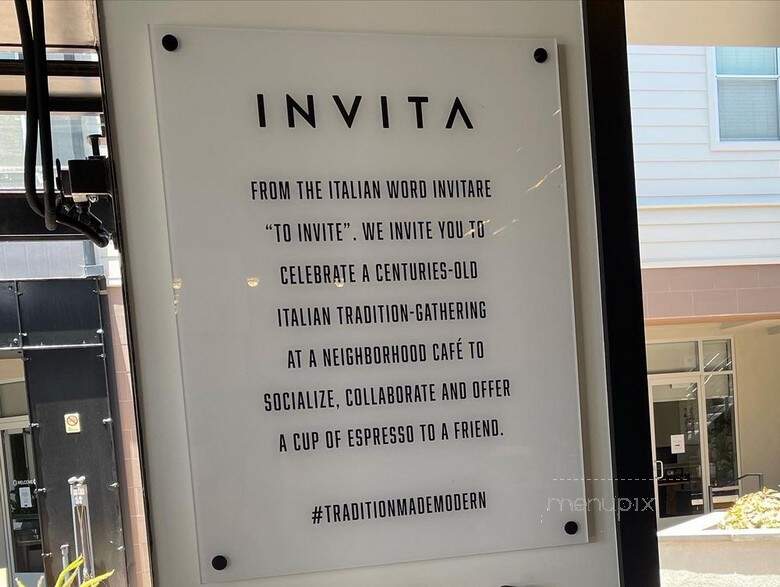 INVITA
FROM THE ITALIAN WORD INVITARE
“TO INVITE”. WE INVITE YOU TO
CELEBRATE A CENTURIES-OLD
ITALIAN TRADITION-GATHERING
AT A NEIGHBORHOOD CAFÉ TO
SOCIALIZE, COLLABORATE AND OFFER
A CUP OF ESPRESSO TO A FRIEND.
#TRADITIONMADEMODERN
menupix